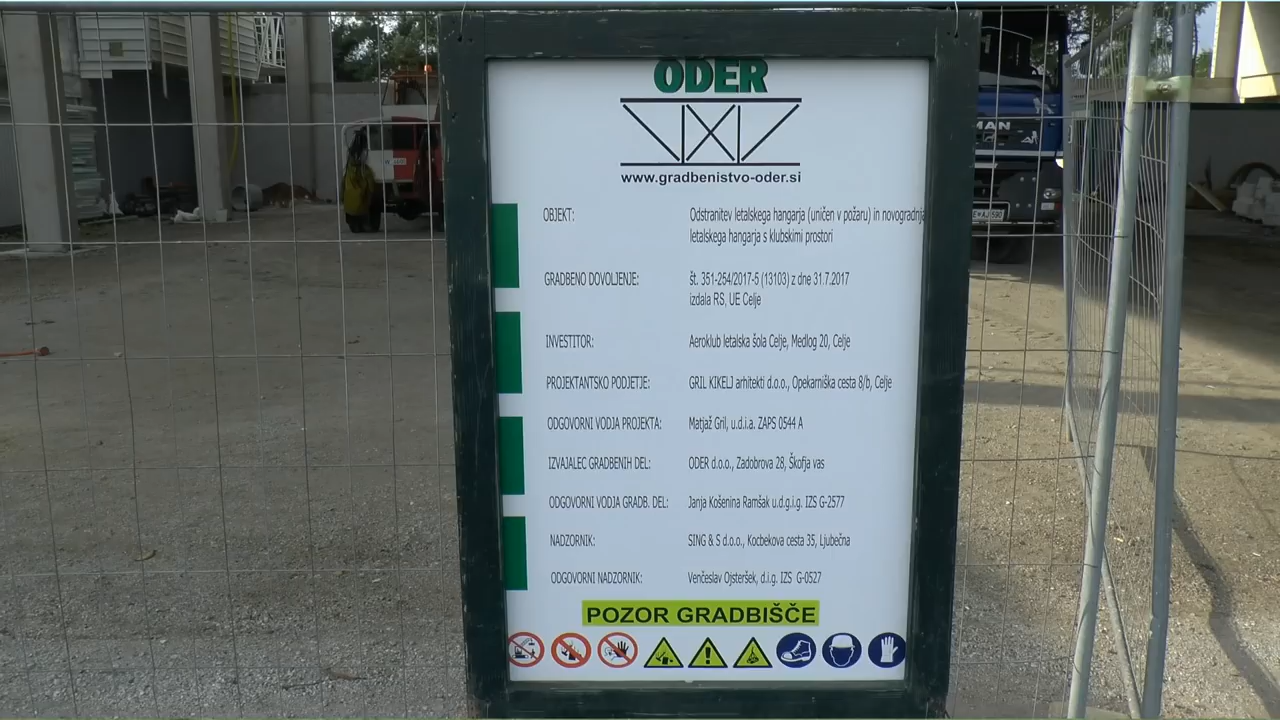 ODER
www.gradbenistvo-oder.si
OBJEKT: Odstranitev letalskega hangarja (uničen v požaru) in novogradnja
letalskega hangarja s klubskimi prostori
GRADBENO DOVOLJENJE: št. 351-254/2017-5 (13103) z dne 31.7.2017
izdala RS, UE Celje
INVESTITOR: Aeroklub letalska šola Celje, Medlog 20, Celje
PROJEKTANTSKO PODJETJE: GRIL KIKELJ arhitekti d.o.o., Opekarniška cesta 8/b, Celje
ODGOVORNI VODJA PROJEKTA: Matjaž Gril, u.d.i.a. ZAPS 0544 A
IZVAJALEC GRADBENIH DEL: ODER d.o.o., Zadobrova 28, Škofja vas
ODGOVORNI VODJA GRADB. DEL: Janja Košenina Ramšak u.d.g.i.g. IZS G-2577
NADZORNIK: SING & S d.o.o., Kocbekova cesta 35, Ljubečna
ODGOVORNI NADZORNIK: Venčeslav Ojsteršek, d.i.g. IZS G-0527
POZOR GRADBIŠČE
MAN